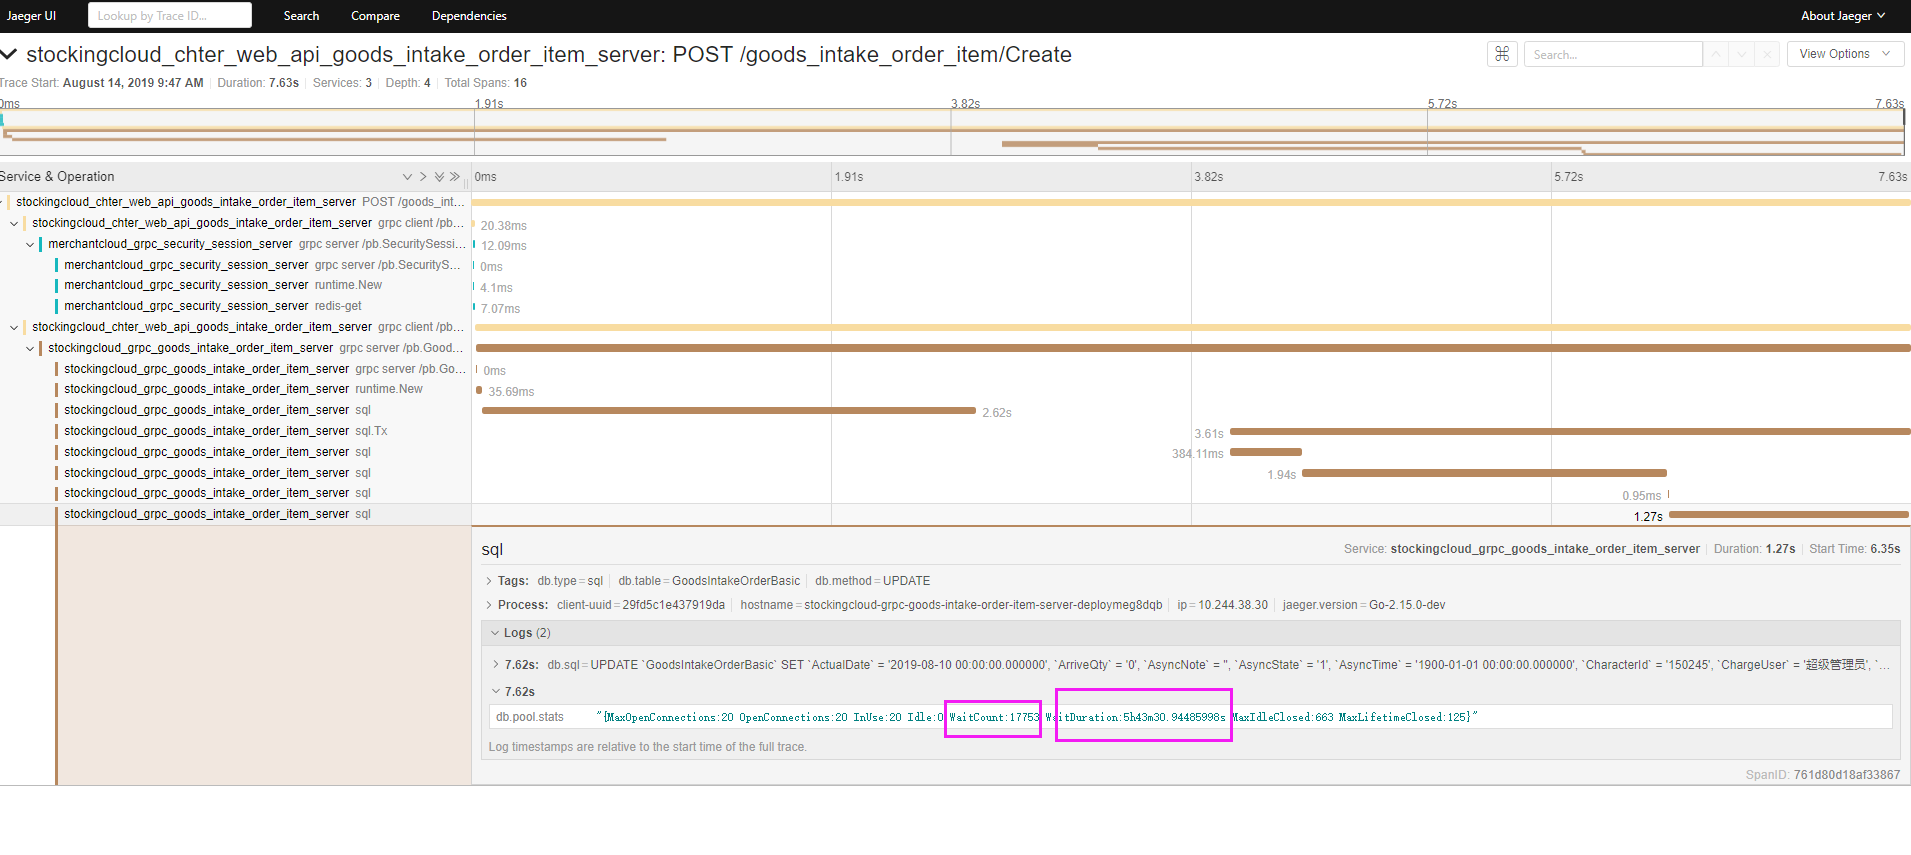 Jaeger UI Lookup by Trace ID... Search Compare Dependencies About Jaeger
stockingcloud_chter_web_api_goods_intake_order_item_server: POST /goods_intake_order_item/Create Search... View Options
Trace Start: August 14, 2019 9:47 AM Duration: 7.63s Services: 3 Depth: 4 Total Spans: 16
0ms 1.91s 3.82s 5.72s 7.63s
Service & Operation 0ms 1.91s 3.82s 5.72s 7.63s
stockingcloud_chter_web_api_goods_intake_order_item_server POST /goods_int...
stockingcloud_chter_web_api_goods_intake_order_item_server grpc client /pb... 20.38ms
merchantcloud_grpc_security_session_server grpc server /pb.SecuritySessi... 12.09ms
merchantcloud_grpc_security_session_server grpc server /pb.SecurityS... 0ms
merchantcloud_grpc_security_session_server runtime.New 4.1ms
merchantcloud_grpc_security_session_server redis-get 7.07ms
stockingcloud_chter_web_api_goods_intake_order_item_server grpc client /pb...
stockingcloud_grpc_goods_intake_order_item_server grpc server /pb.Good...
stockingcloud_grpc_goods_intake_order_item_server grpc server /pb.Go... 0ms
stockingcloud_grpc_goods_intake_order_item_server runtime.New 35.69ms
stockingcloud_grpc_goods_intake_order_item_server sql 2.62s
stockingcloud_grpc_goods_intake_order_item_server sql.Tx 3.61s
stockingcloud_grpc_goods_intake_order_item_server sql 384.11ms
stockingcloud_grpc_goods_intake_order_item_server sql 1.94s
stockingcloud_grpc_goods_intake_order_item_server sql 0.95ms
stockingcloud_grpc_goods_intake_order_item_server sql 1.27s
sql Service: stockingcloud_grpc_goods_intake_order_item_server Duration: 1.27s Start Time: 6.35s
Tags: db.type = sql db.table = GoodsIntakeOrderBasic db.method = UPDATE
Process: client-uuid = 29fd5c1e437919da hostname = stockingcloud-grpc-goods-intake-order-item-server-deploymeg8dqb ip = 10.244.38.30 jaeger.version = Go-2.15.0-dev
Logs (2)
7.62s: db.sql = UPDATE `GoodsIntakeOrderBasic` SET `ActualDate` = '2019-08-10 00:00:00.000000', `ArriveQty` = '0', `AsyncNote` = '', `AsyncState` = '1', `AsyncTime` = '1900-01-01 00:00:00.000000', `CharacterId` = '150245', `ChargeUser` = '超级管理员', `...
7.62s
db.pool.stats "{MaxOpenConnections:20 OpenConnections:20 InUse:20 Idle:0 WaitCount:17753 WaitDuration:5h43m30.94485998s MaxIdleClosed:663 MaxLifetimeClosed:125}"
Log timestamps are relative to the start time of the full trace.
SpanID: 761d80d18af33867